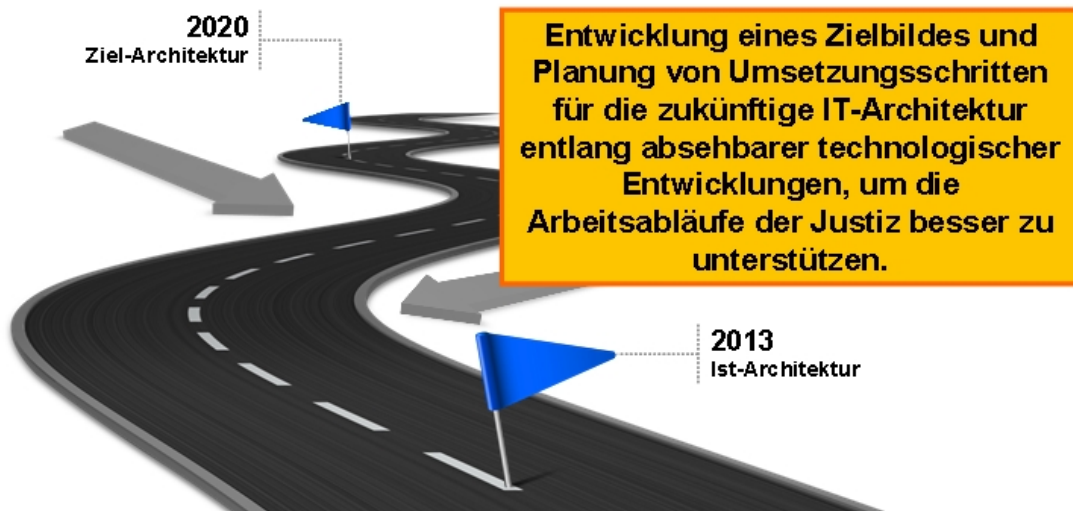 2020
Ziel-Architektur
Entwicklung eines Zielbildes und
Planung von Umsetzungsschritten
für die zukünftige IT-Architektur
entlang absehbarer technologischer
Entwicklungen, um die
Arbeitsabläufe der Justiz besser zu
unterstützen.
2013
Ist-Architektur